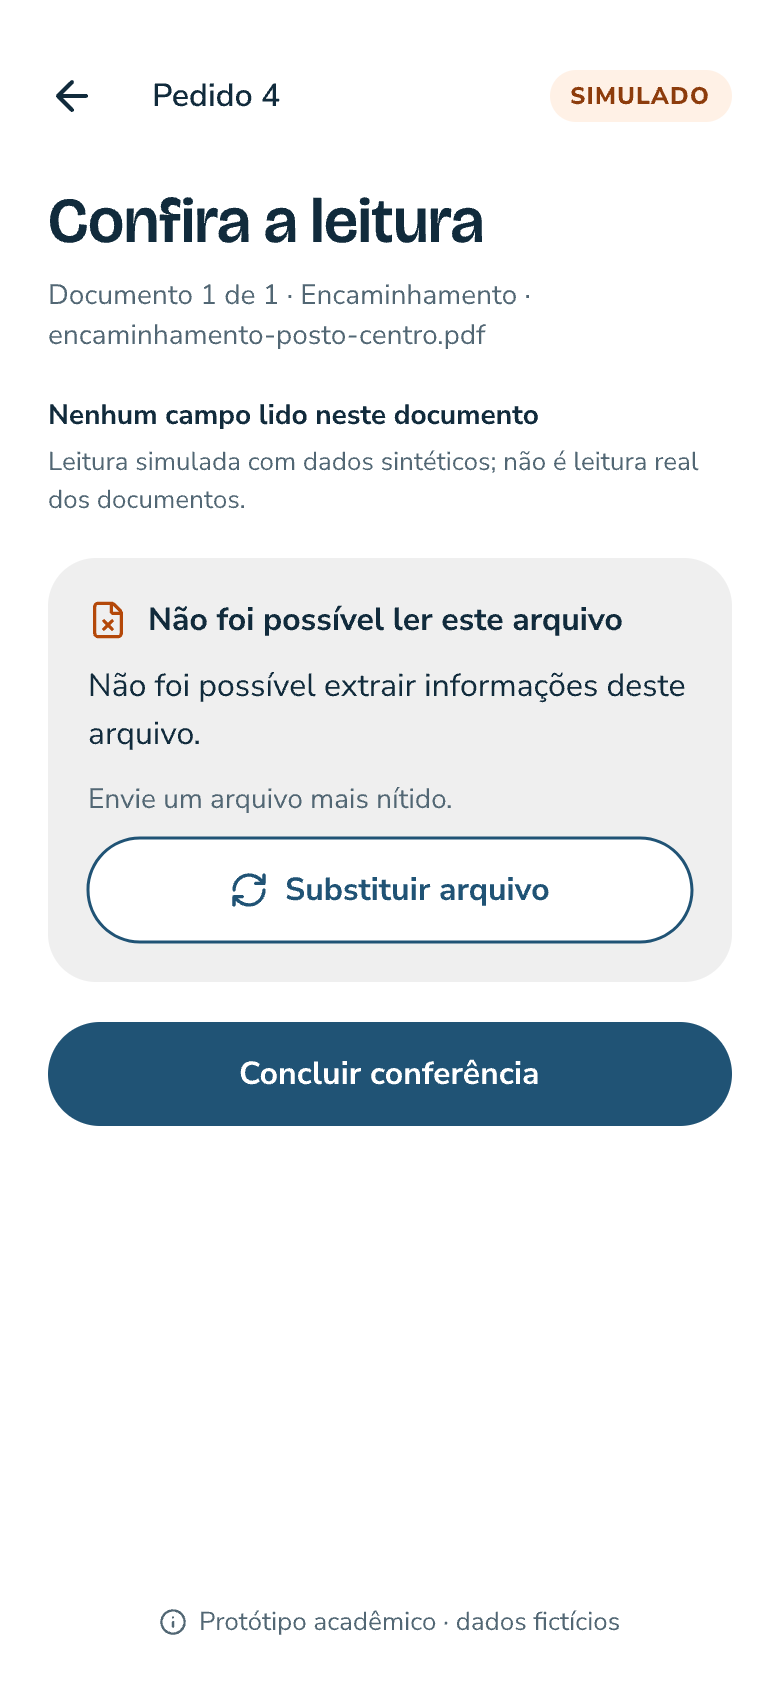 Pedido 4
SIMULADO
Confira a leitura
Documento 1 de 1 · Encaminhamento ·
encaminhamento-posto-centro.pdf
Nenhum campo lido neste documento
Leitura simulada com dados sintéticos; não é leitura real
dos documentos.
Não foi possível ler este arquivo
Não foi possível extrair informações deste
arquivo.
Envie um arquivo mais nítido.
Substituir arquivo
Concluir conferência
Protótipo acadêmico · dados fictícios